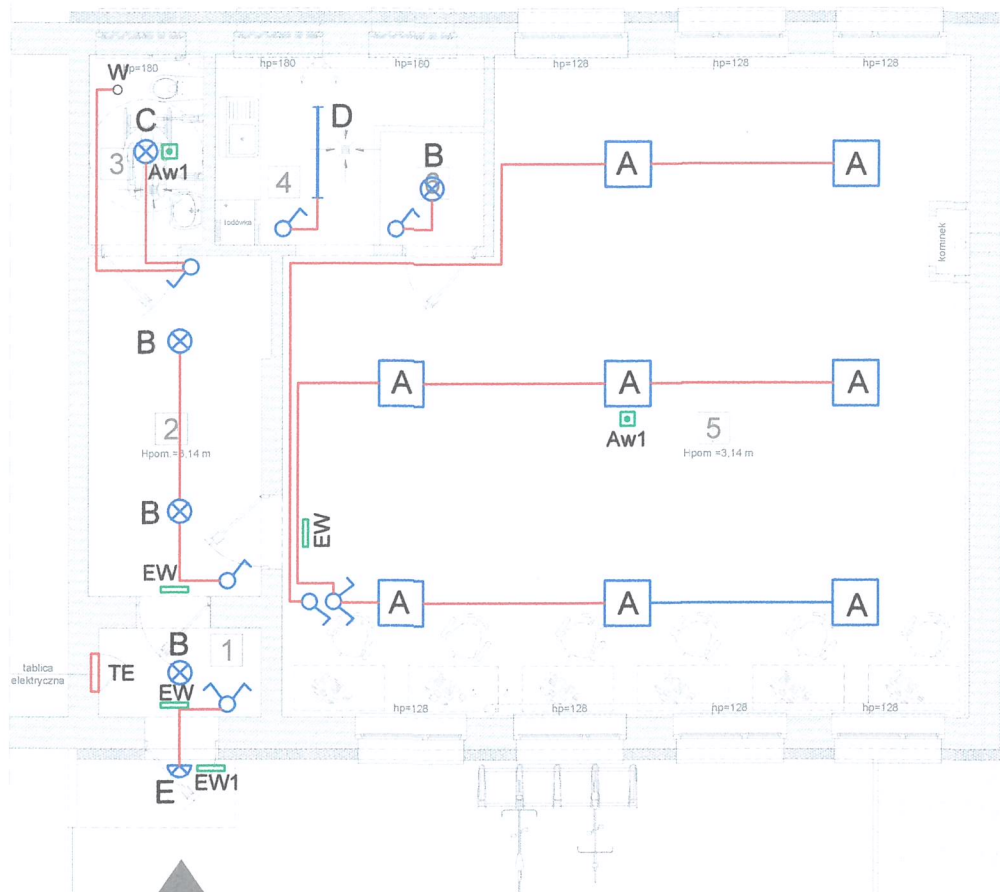 hp=180
hp=180
hp=160
hp=128
hp=128
hp=128
W
C
D
B
A
A
3
Aw1
4
lodówka
kominek
B
A
A
A
2
Hpom.=3,14 m
Aw1
5
Hpom =3,14 m
B
EW
EW
A
A
A
B
1
tablica
elektryczna
TE
EW
hp=128
hp=128
hp=128
hp=128
E
EW1